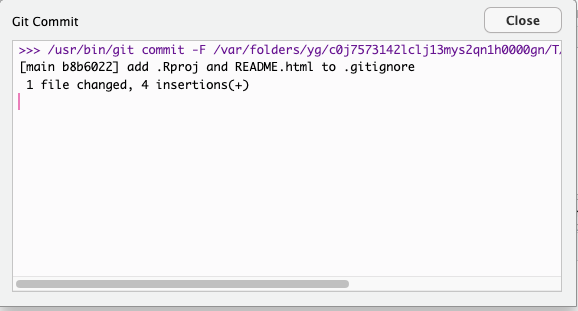 Git Commit
Close
>>> /usr/bin/git commit -F /var/folders/yg/c0j7573142lclj13mys2qn1h0000gn/T/
[main b8b6022] add .Rproj and README.html to .gitignore
1 file changed, 4 insertions(+)